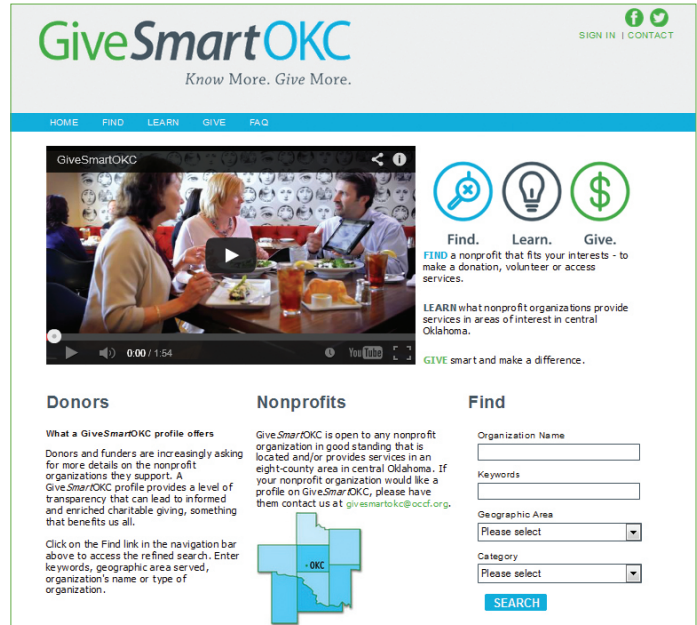 GiveSmartOKC
Know More. Give More.
SIGN IN | CONTACT
HOME FIND LEARN GIVE FAQ
GiveSmartOKC
0:00 / 1:54
YouTube
Find. Learn. Give.
FIND a nonprofit that fits your interests - to
make a donation, volunteer or access
services.
LEARN what nonprofit organizations provide
services in areas of interest in central
Oklahoma.
GIVE smart and make a difference.
Donors
What a GiveSmartOKC profile offers
Donors and funders are increasingly asking
for more details on the nonprofit
organizations they support. A
GiveSmartOKC profile provides a level of
transparency that can lead to informed
and enriched charitable giving, something
that benefits us all.
Click on the Find link in the navigation bar
above to access the refined search. Enter
keywords, geographic area served,
organization's name or type of
organization.
Nonprofits
GiveSmartOKC is open to any nonprofit
organization in good standing that is
located and/or provides services in an
eight-county area in central Oklahoma. If
your nonprofit organization would like a
profile on GiveSmartOKC, please have
them contact us at givesmartokc@occf.org.
OKC
Find
Organization Name
Keywords
Geographic Area
Please select
Category
Please select
SEARCH